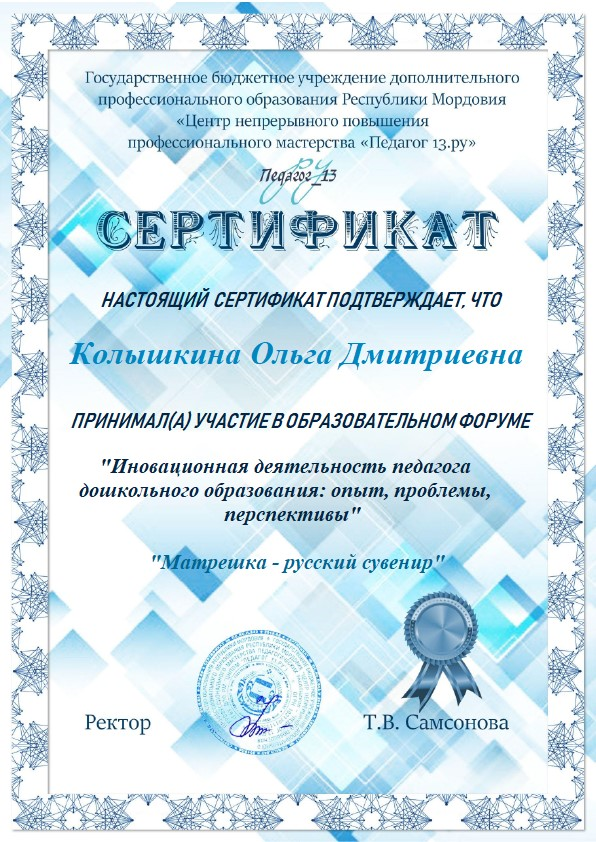 Государственное бюджетное учреждение дополнительного
профессионального образования Республики Мордовия
«Центр непрерывного повышения
профессионального мастерства «Педагог 13.ру»
Педагог_13
ру
СЕРТИФИКАТ
НАСТОЯЩИЙ СЕРТИФИКАТ ПОДТВЕРЖДАЕТ, ЧТО
Колышкина Ольга Дмитриевна
ПРИНИМАЛ(А) УЧАСТИЕ В ОБРАЗОВАТЕЛЬНОМ ФОРУМЕ
"Иновационная деятельность педагога
дошкольного образования: опыт, проблемы,
перспективы"
"Матрешка - русский сувенир"
Ректор
Т.В. Самсонова